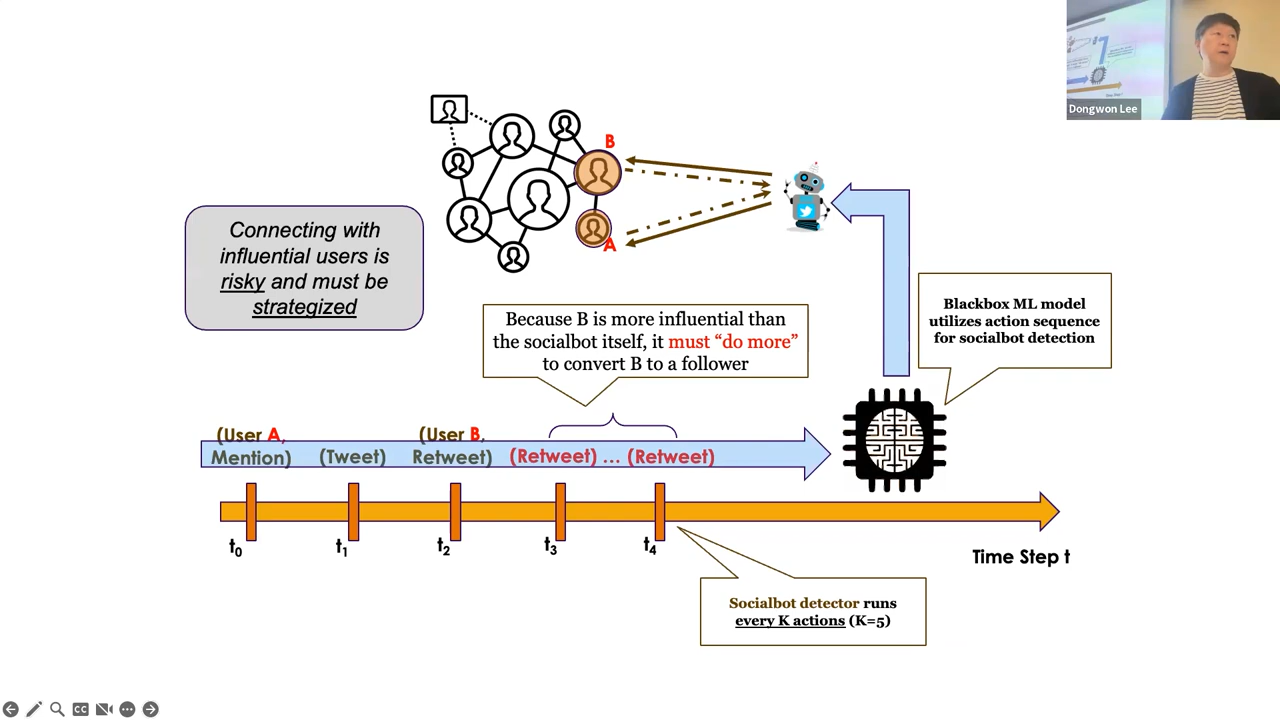 Dongwon Lee
B
A
Connecting with
influential users is
risky and must be
strategized
Because B is more influential than
the socialbot itself, it must “do more”
to convert B to a follower
Blackbox ML model
utilizes action sequence
for socialbot detection
(User A,
Mention)
(Tweet)
(User B,
Retweet)
(Retweet) ... (Retweet)
t0
t1
t2
t3
t4
Time Step t
Socialbot detector runs
every K actions (K=5)
CC